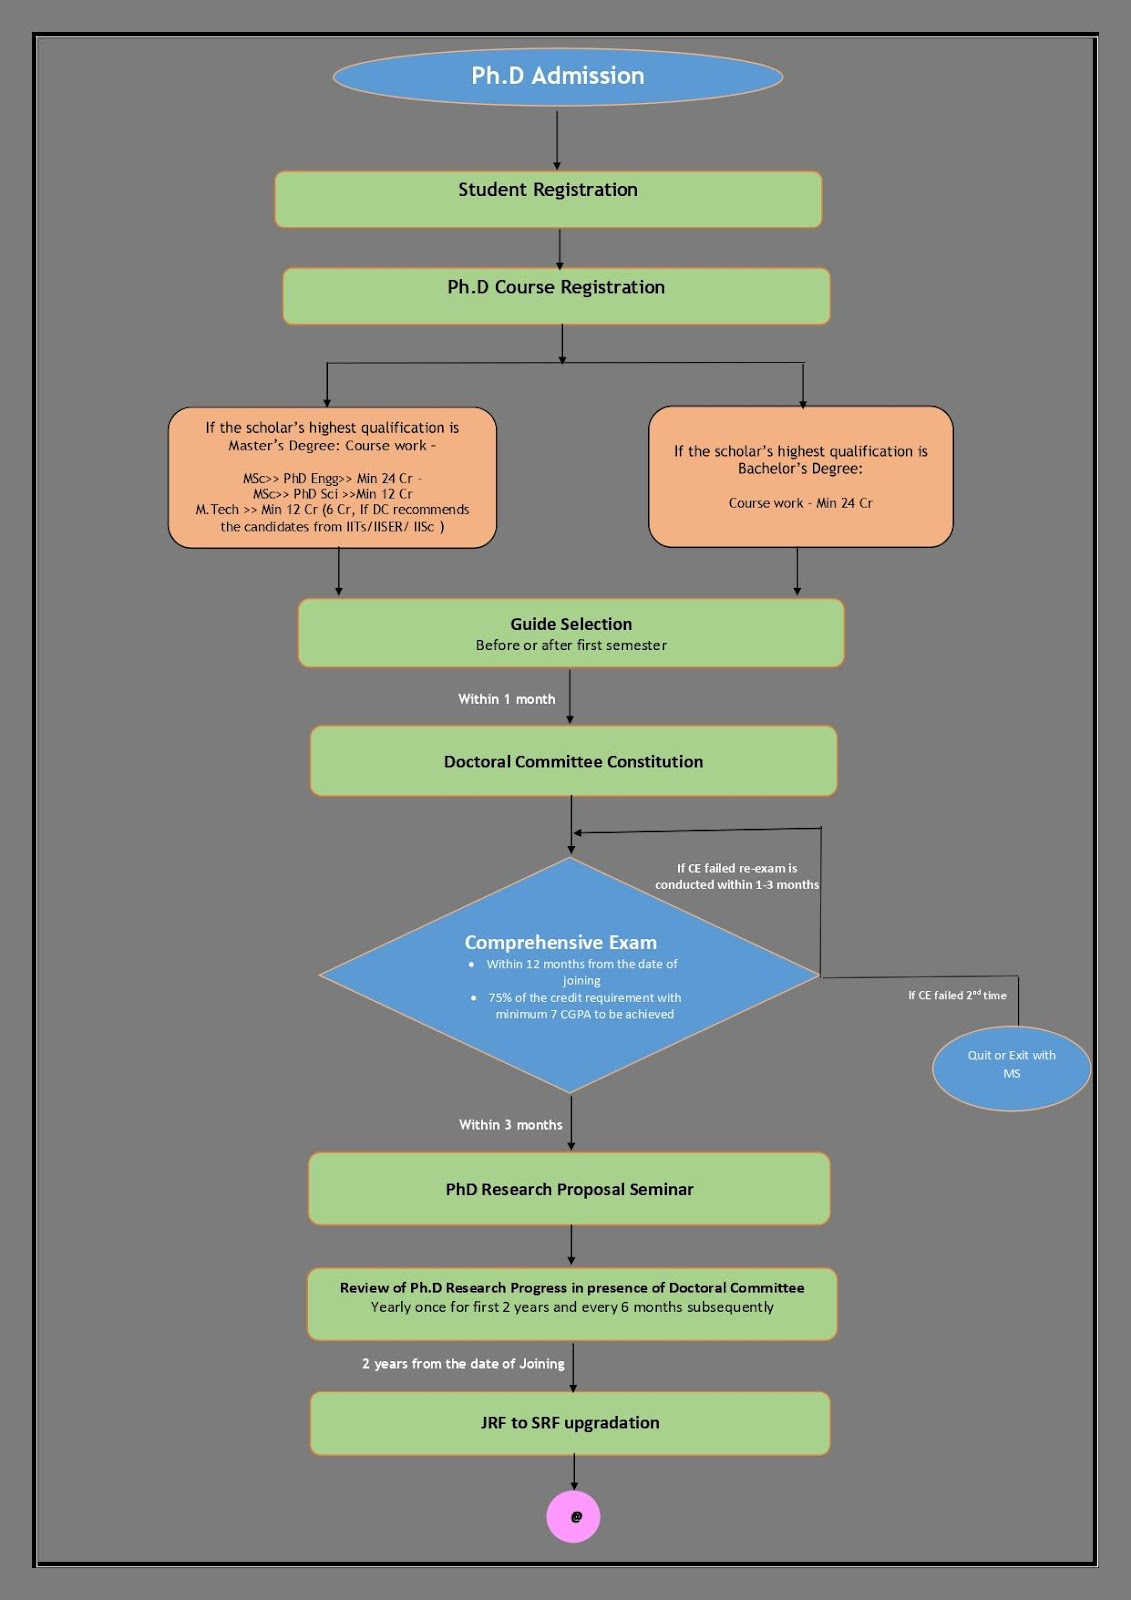 Ph.D Admission
Student Registration
Ph.D Course Registration
If the scholar's highest qualification is
Master's Degree: Course work –
MSc>> PhD Engg>> Min 24 Cr -
MSc>> PhD Sci >>Min 12 Cr
M.Tech >> Min 12 Cr (6 Cr, If DC recommends
the candidates from IITs/IISER/ IISc )
If the scholar's highest qualification is
Bachelor's Degree:
Course work - Min 24 Cr
Guide Selection
Before or after first semester
Within 1 month
Doctoral Committee Constitution
If CE failed re-exam is
conducted within 1-3 months
Comprehensive Exam
• Within 12 months from the date of
joining
• 75% of the credit requirement with
minimum 7 CGPA to be achieved
If CE failed 2nd time
Quit or Exit with
MS
Within 3 months
PhD Research Proposal Seminar
Review of Ph.D Research Progress in presence of Doctoral Committee
Yearly once for first 2 years and every 6 months subsequently
2 years from the date of Joining
JRF to SRF upgradation
@